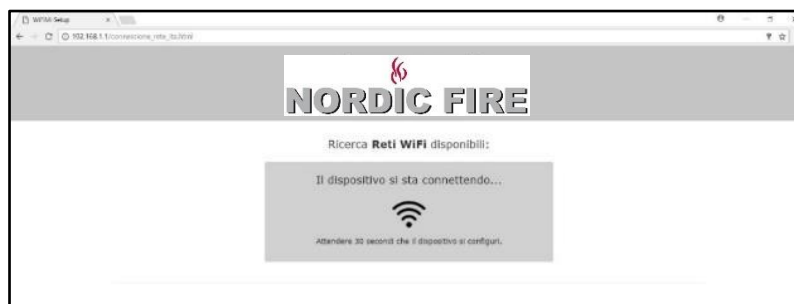 WiFiMi Setup
192.168.1.1/connessione_rete_ita.html
NORDIC FIRE
Ricerca Reti WiFi disponibili:
Il dispositivo si sta connettendo...
Attendere 30 secondi che il dispositivo si configuri.